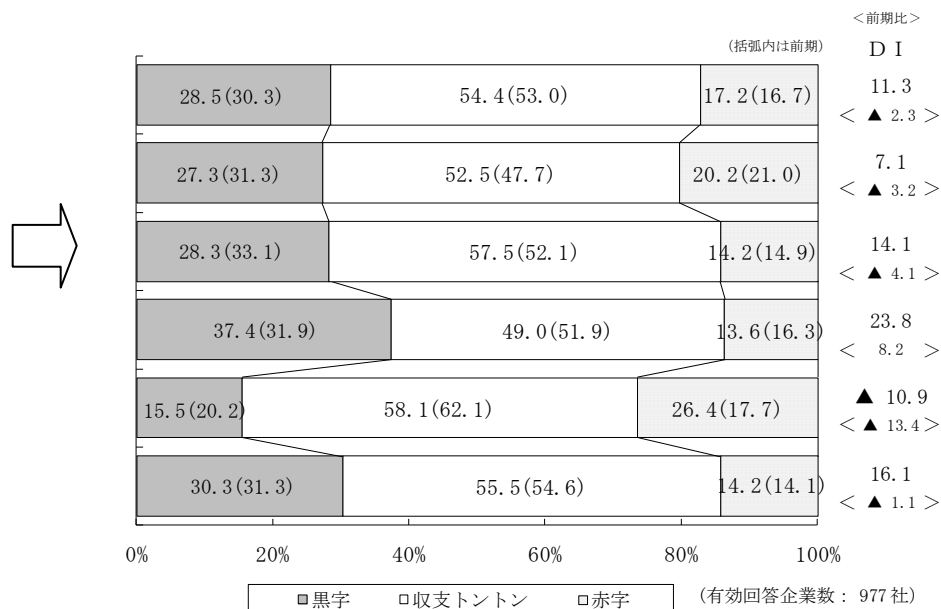 <前期比>
(括弧内は前期) ＤＩ
28.5(30.3) 54.4(53.0) 17.2(16.7) 11.3
< ▲ 2.3 >
27.3(31.3) 52.5(47.7) 20.2(21.0) 7.1
< ▲ 3.2 >
28.3(33.1) 57.5(52.1) 14.2(14.9) 14.1
< ▲ 4.1 >
37.4(31.9) 49.0(51.9) 13.6(16.3) 23.8
< 8.2 >
15.5(20.2) 58.1(62.1) 26.4(17.7) ▲ 10.9
< ▲ 13.4 >
30.3(31.3) 55.5(54.6) 14.2(14.1) 16.1
< ▲ 1.1 >
0% 20% 40% 60% 80% 100%
黒字 収支トントン 赤字 (有効回答企業数：977社)